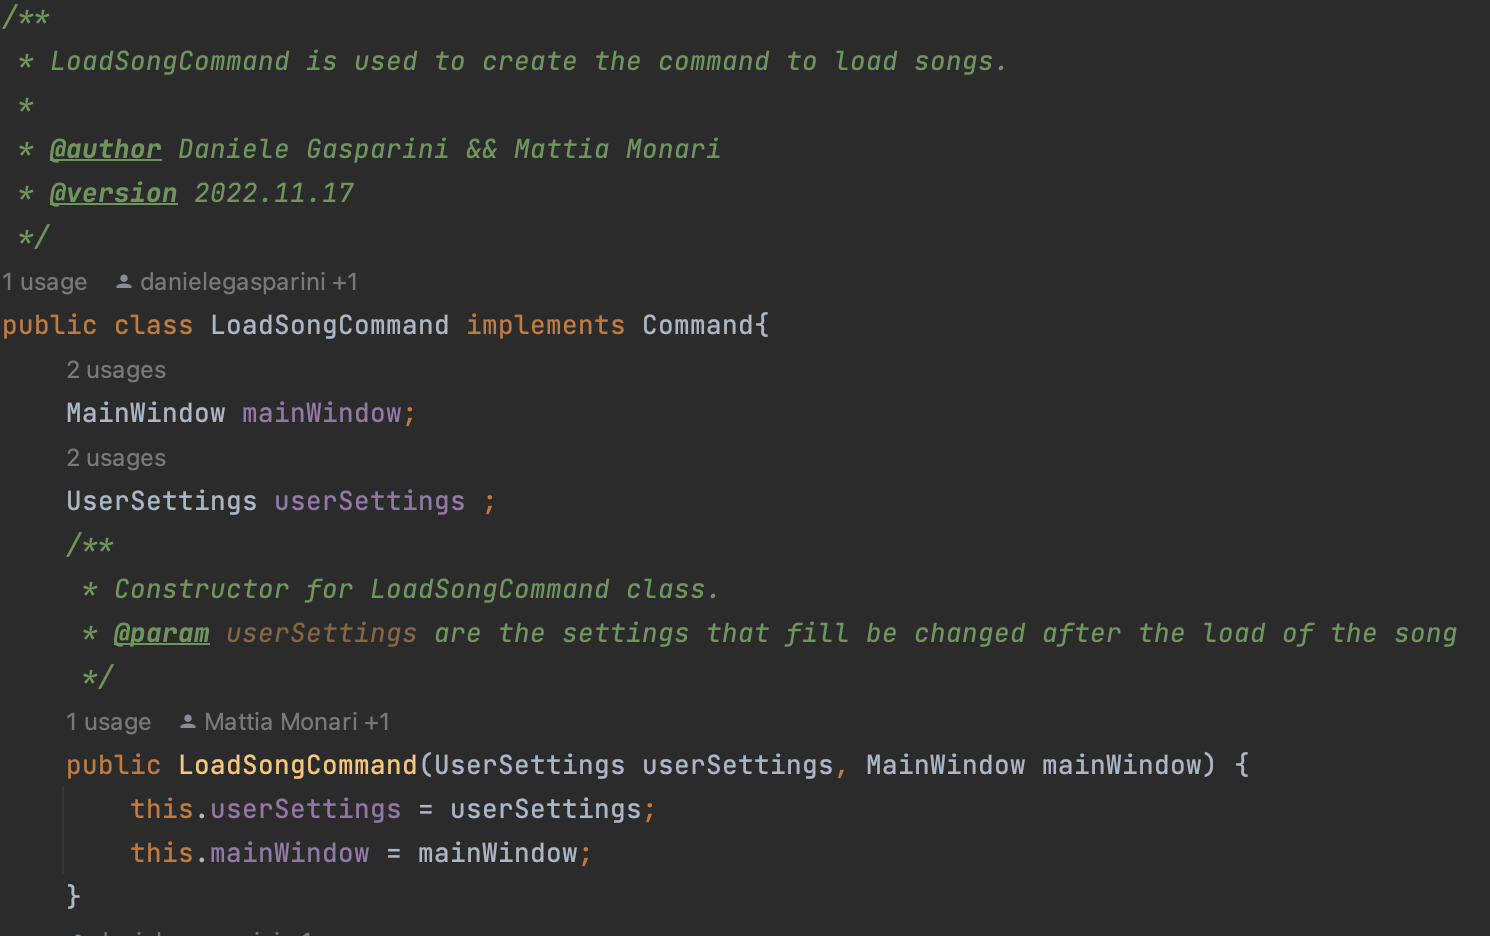 /**
* LoadSongCommand is used to create the command to load songs.
*
* @author Daniele Gasparini && Mattia Monari
* @version 2022.11.17
*/
1 usage danielegasparini +1
public class LoadSongCommand implements Command{
2 usages
MainWindow mainWindow;
2 usages
UserSettings userSettings ;
/**
* Constructor for LoadSongCommand class.
* @param userSettings are the settings that fill be changed after the load of the song
*/
1 usage Mattia Monari +1
public LoadSongCommand(UserSettings userSettings, MainWindow mainWindow) {
this.userSettings = userSettings;
this.mainWindow = mainWindow;
}